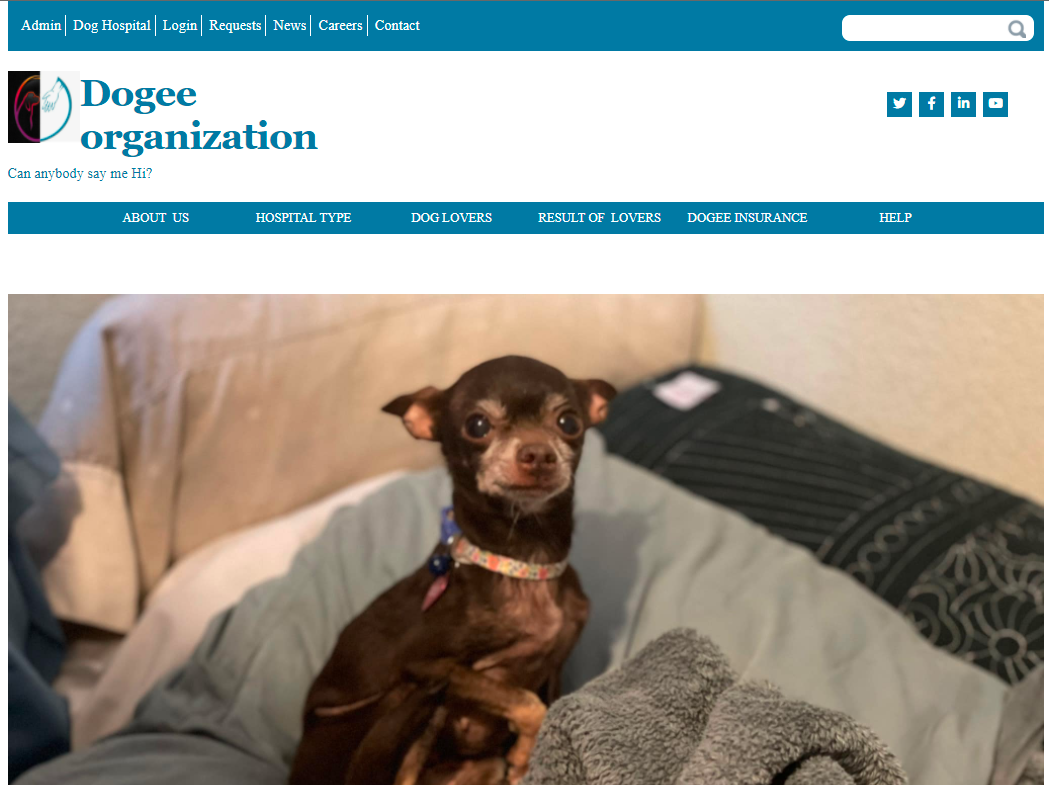 Admin Dog Hospital Login Requests News Careers Contact
Dogee
organization
Can anybody say me Hi?
ABOUT US HOSPITAL TYPE DOG LOVERS RESULT OF LOVERS DOGEE INSURANCE HELP